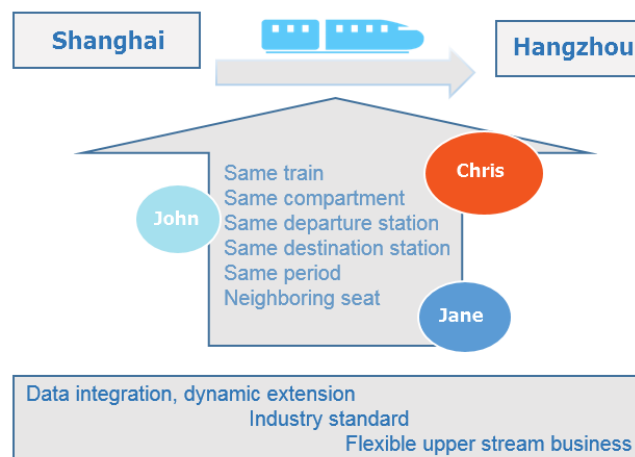 Shanghai
Hangzhou
Same train
Chris
Same compartment
John
Same departure station
Same destination station
Same period
Neighboring seat
Jane
Data integration, dynamic extension
Industry standard
Flexible upper stream business